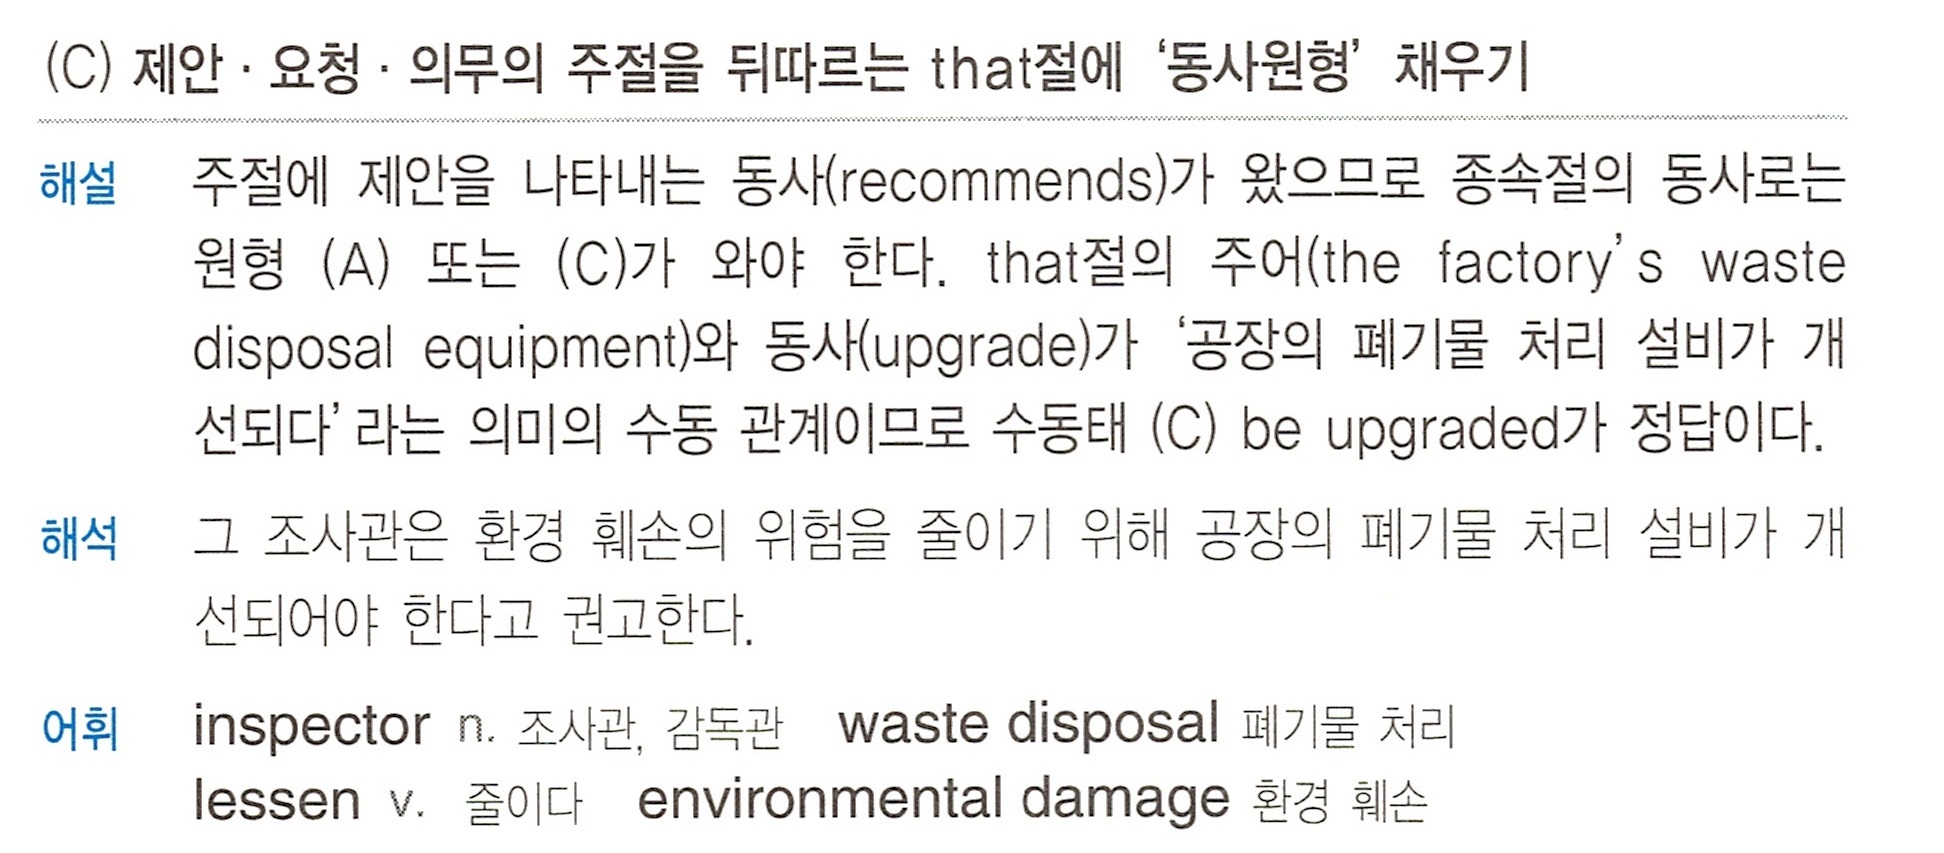 (C) 제안 · 요청 · 의무의 주절을 뒤따르는 that절에 ‘동사원형’ 채우기
해설 주절에 제안을 나타내는 동사(recommends)가 왔으므로 종속절의 동사로는
원형 (A) 또는 (C)가 와야 한다. that절의 주어(the factory’s waste
disposal equipment)와 동사(upgrade)가 ‘공장의 폐기물 처리 설비가 개
선되다’라는 의미의 수동 관계이므로 수동태 (C) be upgraded가 정답이다.
해석 그 조사관은 환경 훼손의 위험을 줄이기 위해 공장의 폐기물 처리 설비가 개
선되어야 한다고 권고한다.
어휘 inspector n. 조사관, 감독관 waste disposal 폐기물 처리
lessen v. 줄이다 environmental damage 환경 훼손